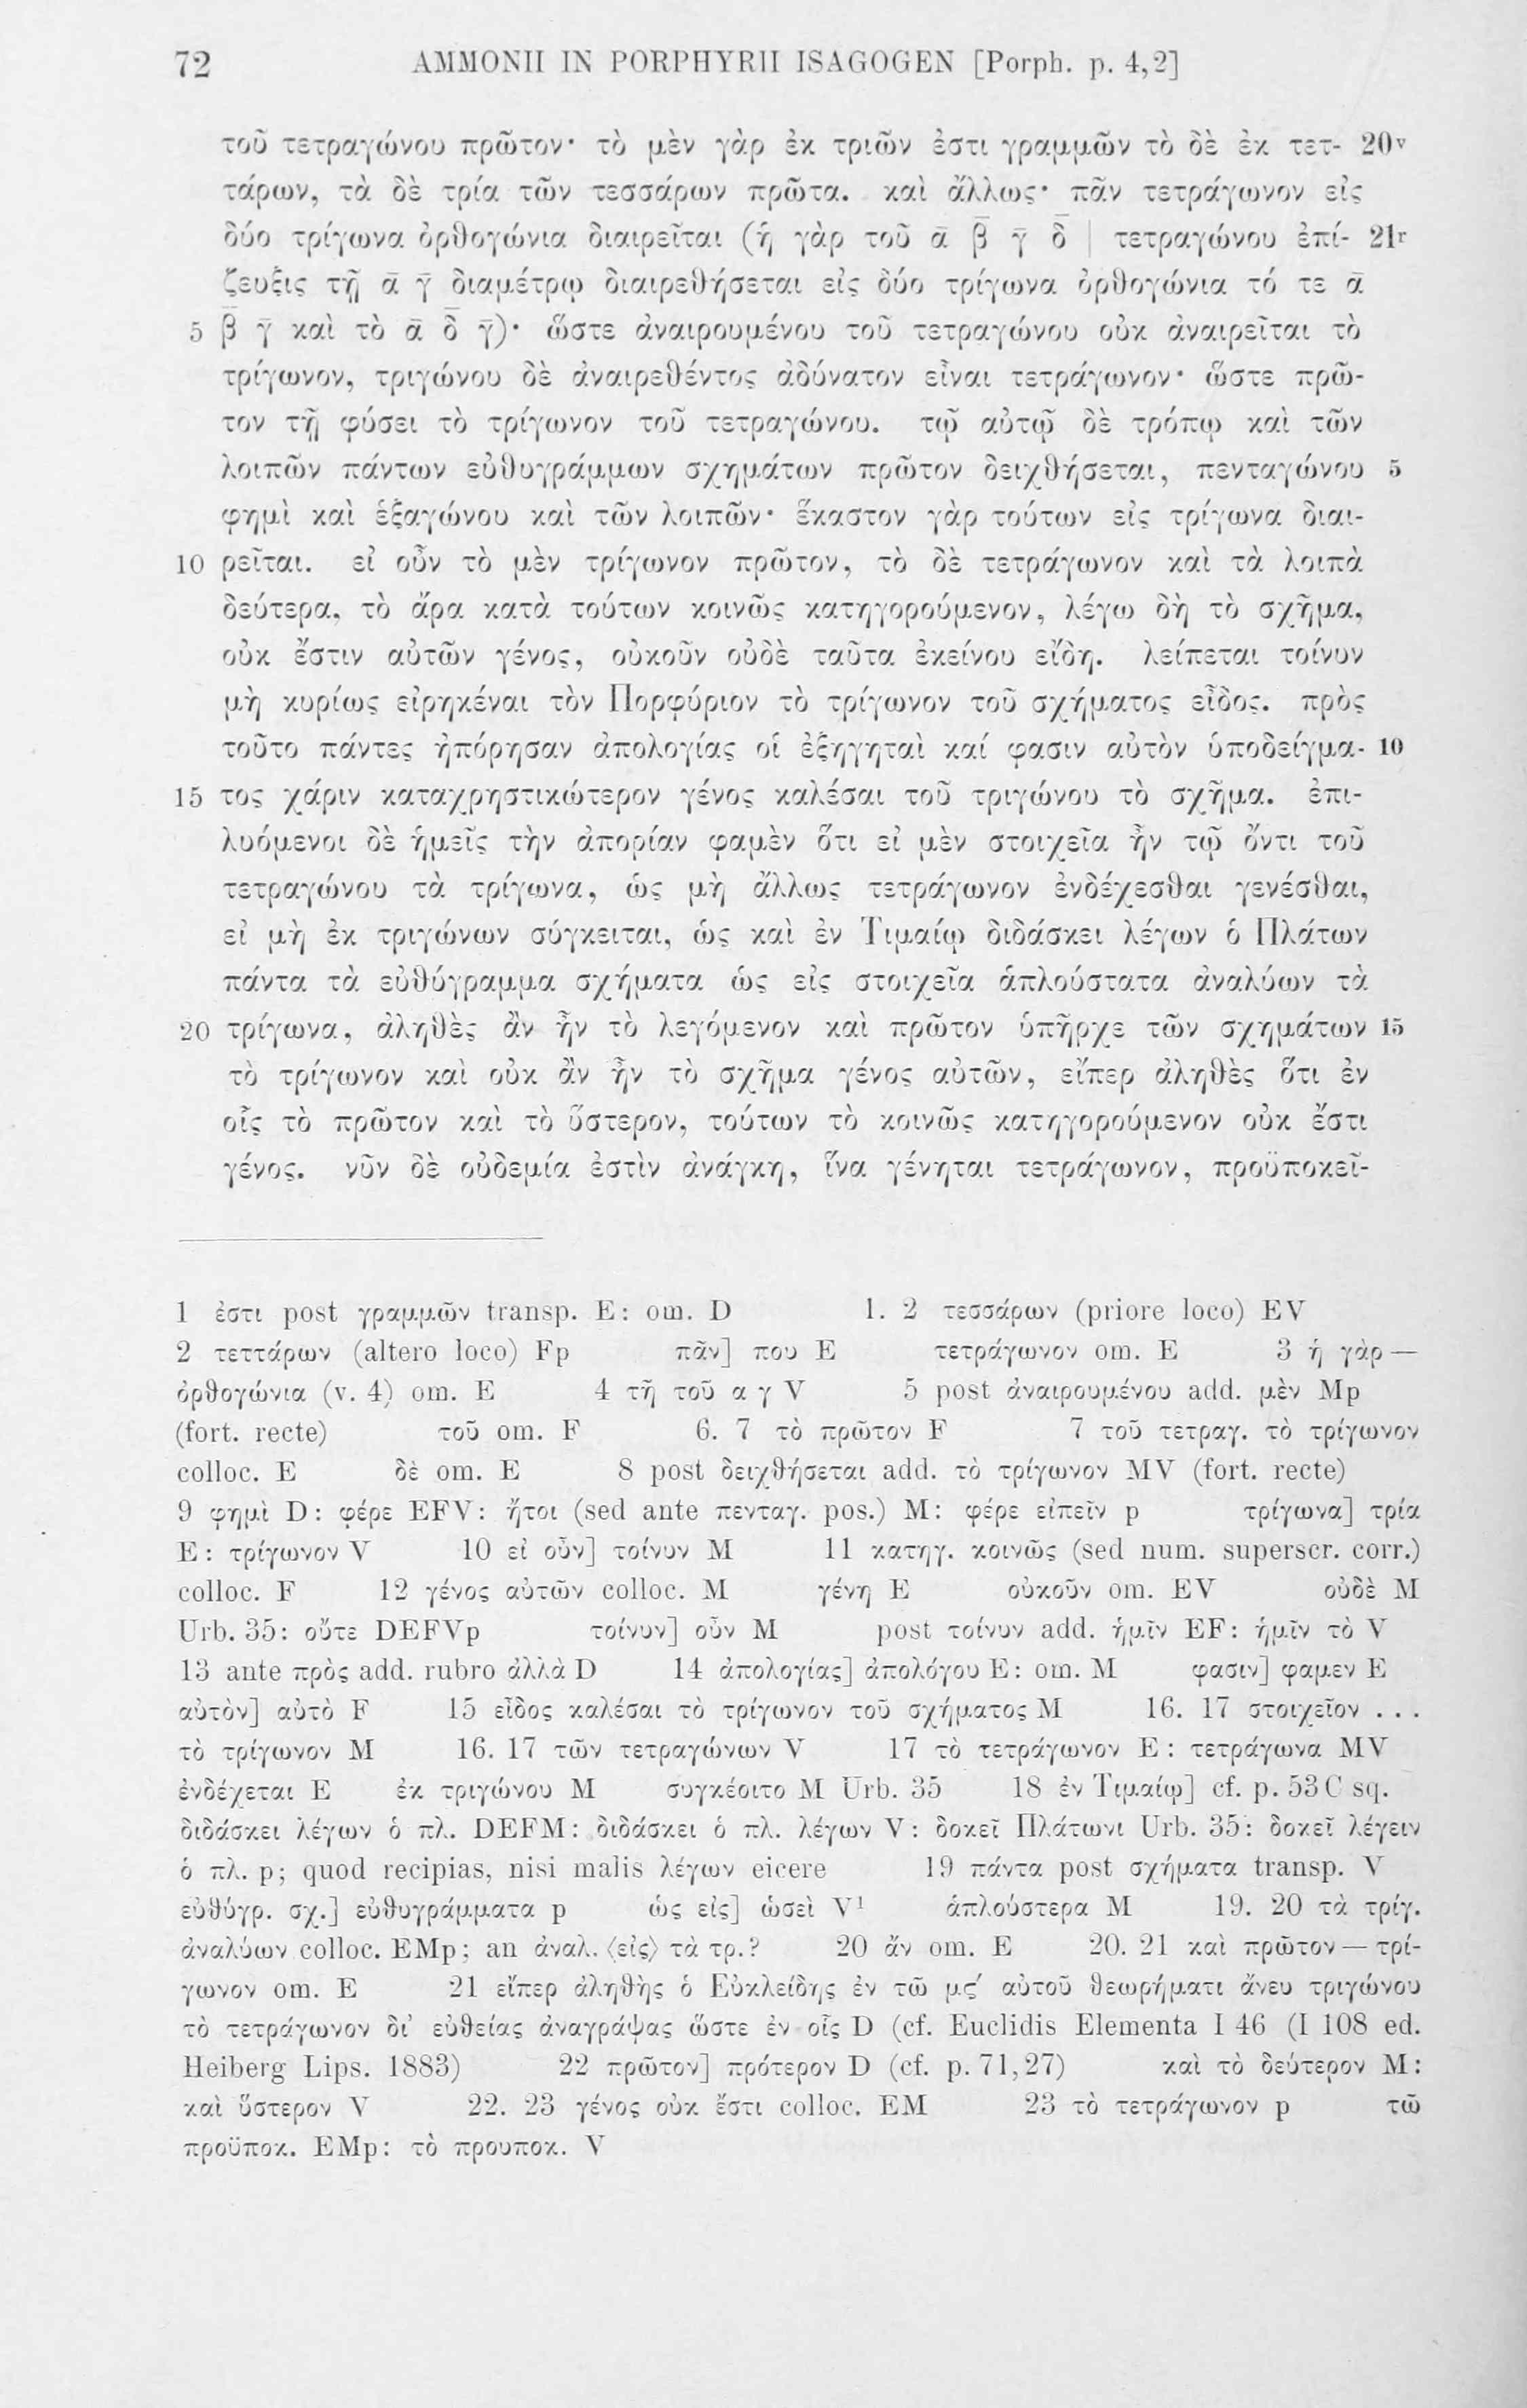 72 AMMONII IN PORPHYRII ISAGOGEN [Porph. p. 4,2]
τοῦ τετραγώνου πρῶτον· τὸ μὲν γὰρ ἐκ τριῶν ἐστι γραμμῶν τὸ δὲ ἐκ τετ- 20v
τάρων, τὰ δὲ τρία τῶν τεσσάρων πρῶτα. καὶ ἄλλως· πᾶν τετράγωνον εἰς
δύο τρίγωνα ὀρθογώνια διαιρεῖται (ἡ γὰρ τοῦ ᾱ β̄ γ̄ δ̄ | τετραγώνου ἐπί- 21r
ζευξις τῇ ᾱ γ̄ διαμέτρῳ διαιρεθήσεται εἰς δύο τρίγωνα ὀρθογώνια τό τε ᾱ
5 β̄ γ̄ καὶ τὸ ᾱ δ̄ γ̄)· ὥστε ἀναιρουμένου τοῦ τετραγώνου οὐκ ἀναιρεῖται τὸ
τρίγωνον, τριγώνου δὲ ἀναιρεθέντος ἀδύνατον εἶναι τετράγωνον· ὥστε πρῶ-
τον τῇ φύσει τὸ τρίγωνον τοῦ τετραγώνου. τῷ αὐτῷ δὲ τρόπῳ καὶ τῶν
λοιπῶν πάντων εὐθυγράμμων σχημάτων πρῶτον δειχθήσεται, πενταγώνου 5
φημὶ καὶ ἑξαγώνου καὶ τῶν λοιπῶν· ἕκαστον γὰρ τούτων εἰς τρίγωνα διαι-
10 ρεῖται. εἰ οὖν τὸ μὲν τρίγωνον πρῶτον, τὸ δὲ τετράγωνον καὶ τὰ λοιπὰ
δεύτερα, τὸ ἄρα κατὰ τούτων κοινῶς κατηγορούμενον, λέγω δὴ τὸ σχῆμα,
οὐκ ἔστιν αὐτῶν γένος, οὐκοῦν οὐδὲ ταῦτα ἐκείνου εἴδη. λείπεται τοίνυν
μὴ κυρίως εἰρηκέναι τὸν Πορφύριον τὸ τρίγωνον τοῦ σχήματος εἶδος. πρὸς
τοῦτο πάντες ἠπόρησαν ἀπολογίας οἱ ἐξηγηταὶ καί φασιν αὐτὸν ὑποδείγμα- 10
15 τος χάριν καταχρηστικώτερον γένος καλέσαι τοῦ τριγώνου τὸ σχῆμα. ἐπι-
λυόμενοι δὲ ἡμεῖς τὴν ἀπορίαν φαμὲν ὅτι εἰ μὲν στοιχεῖα ἦν τῷ ὄντι τοῦ
τετραγώνου τὰ τρίγωνα, ὡς μὴ ἄλλως τετράγωνον ἐνδέχεσθαι γενέσθαι,
εἰ μὴ ἐκ τριγώνων σύγκειται, ὡς καὶ ἐν Τιμαίῳ διδάσκει λέγων ὁ Πλάτων
πάντα τὰ εὐθύγραμμα σχήματα ὡς εἰς στοιχεῖα ἁπλούστατα ἀναλύων τὰ
20 τρίγωνα, ἀληθὲς ἂν ἦν τὸ λεγόμενον καὶ πρῶτον ὑπῆρχε τῶν σχημάτων 15
τὸ τρίγωνον καὶ οὐκ ἂν ἦν τὸ σχῆμα γένος αὐτῶν, εἴπερ ἀληθὲς ὅτι ἐν
οἷς τὸ πρῶτον καὶ τὸ ὕστερον, τούτων τὸ κοινῶς κατηγορούμενον οὐκ ἔστι
γένος. νῦν δὲ οὐδεμία ἐστὶν ἀνάγκη, ἵνα γένηται τετράγωνον, προϋποκεῖ-
1 ἐστι post γραμμῶν transp. E: om. D 1. 2 τεσσάρων (priore loco) EV
2 τεττάρων (altero loco) Fp πᾶν] που E τετράγωνον om. E 3 ἡ γὰρ —
ὀρθογώνια (v. 4) om. E 4 τῇ τοῦ α γ V 5 post ἀναιρουμένου add. μὲν Mp
(fort. recte) τοῦ om. F 6. 7 τὸ πρῶτον F 7 τοῦ τετραγ. τὸ τρίγωνον
colloc. E δὲ om. E 8 post δειχθήσεται add. τὸ τρίγωνον MV (fort. recte)
9 φημὶ D: φέρε EFV: ἤτοι (sed ante πενταγ. pos.) M: φέρε εἰπεῖν p τρίγωνα] τρία
E: τρίγωνον V 10 εἰ οὖν] τοίνυν M 11 κατηγ. κοινῶς (sed num. superscr. corr.)
colloc. F 12 γένος αὐτῶν colloc. M γένη E οὐκοῦν om. EV οὐδὲ M
Urb. 35: οὔτε DEFVp τοίνυν] οὖν M post τοίνυν add. ἡμῖν EF: ἡμῖν τὸ V
13 ante πρὸς add. rubro ἀλλὰ D 14 ἀπολογίας] ἀπολόγου E: om. M φασιν] φαμεν E
αὐτὸν] αὐτὸ F 15 εἶδος καλέσαι τὸ τρίγωνον τοῦ σχήματος M 16. 17 στοιχεῖον . . .
τὸ τρίγωνον M 16. 17 τῶν τετραγώνων V 17 τὸ τετράγωνον E: τετράγωνα MV
ἐνδέχεται E ἐκ τριγώνου M συγκέοιτο M Urb. 35 18 ἐν Τιμαίῳ] cf. p. 53C sq.
διδάσκει λέγων ὁ πλ. DEFM: διδάσκει ὁ πλ. λέγων V: δοκεῖ Πλάτωνι Urb. 35: δοκεῖ λέγειν
ὁ πλ. p; quod recipias, nisi malis λέγων eicere 19 πάντα post σχήματα transp. V
εὐθύγρ. σχ.] εὐθυγράμματα p ὡς εἰς] ὡσεὶ V¹ ἁπλούστερα M 19. 20 τὰ τρίγ.
ἀναλύων colloc. EMp; an ἀναλ. ⟨εἰς⟩ τὰ τρ.? 20 ἄν om. E 20. 21 καὶ πρῶτον — τρί-
γωνον om. E 21 εἴπερ ἀληθὴς ὁ Εὐκλείδης ἐν τῶ μϛ′ αὐτοῦ θεωρήματι ἄνευ τριγώνου
τὸ τετράγωνον δι’ εὐθείας ἀναγράψας ὥστε ἐν οἷς D (cf. Euclidis Elementa I 46 (I 108 ed.
Heiberg Lips. 1883) 22 πρῶτον] πρότερον D (cf. p. 71,27) καὶ τὸ δεύτερον M:
καὶ ὕστερον V 22. 23 γένος οὐκ ἔστι colloc. EM 23 τὸ τετράγωνον p τῶ
προϋποκ. EMp: τὸ προυποκ. V